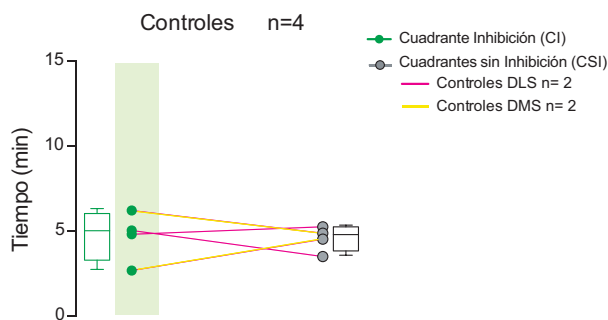 Controles n=4
Cuadrante Inhibición (CI)
Cuadrantes sin Inhibición (CSI)
Controles DLS n= 2
Controles DMS n= 2
Tiempo (min)
15
10
5
0